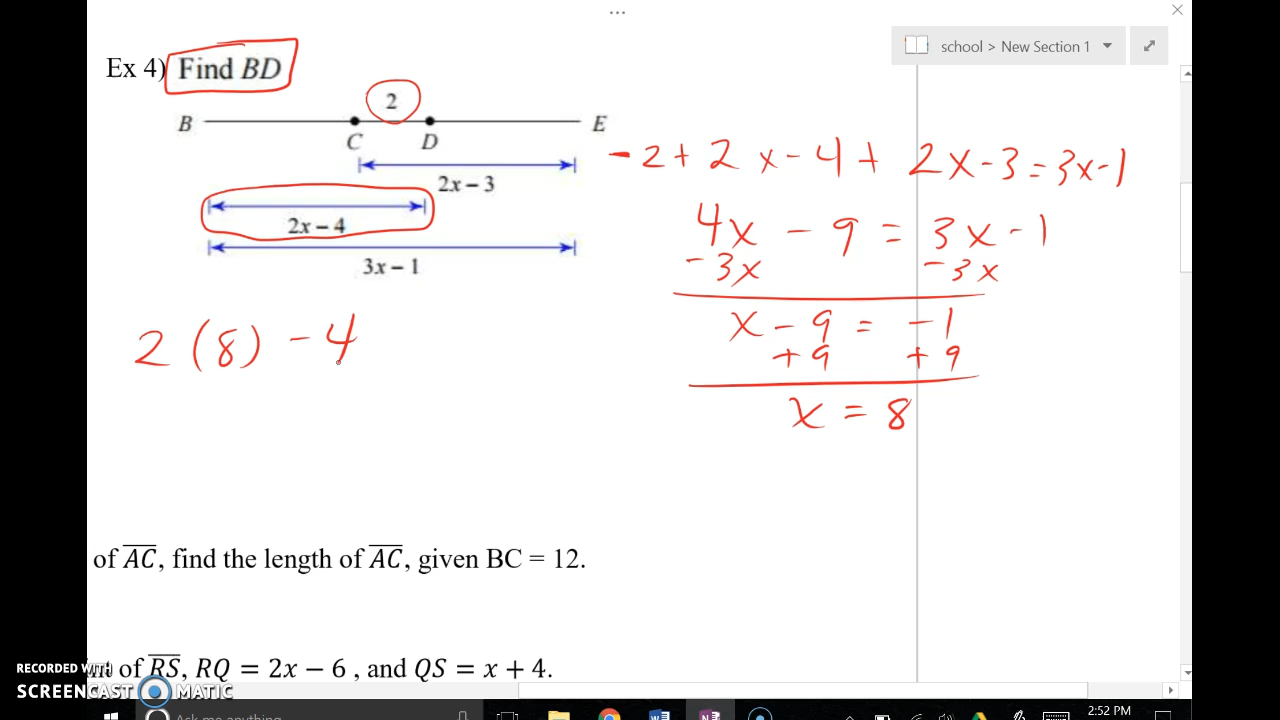 ...
school > New Section 1
Ex 4) Find BD
2
B C D E
2x – 3
2x – 4
3x – 1
-2 + 2x - 4 + 2x - 3 = 3x - 1
4x - 9 = 3x - 1
-3x -3x
x - 9 = -1
+9 +9
x = 8
2 (8) - 4
of AC, find the length of AC, given BC = 12.
of RS, RQ = 2x − 6 , and QS = x + 4.
RECORDED WITH
SCREENCAST MATIC
Ask me anything
2:52 PM